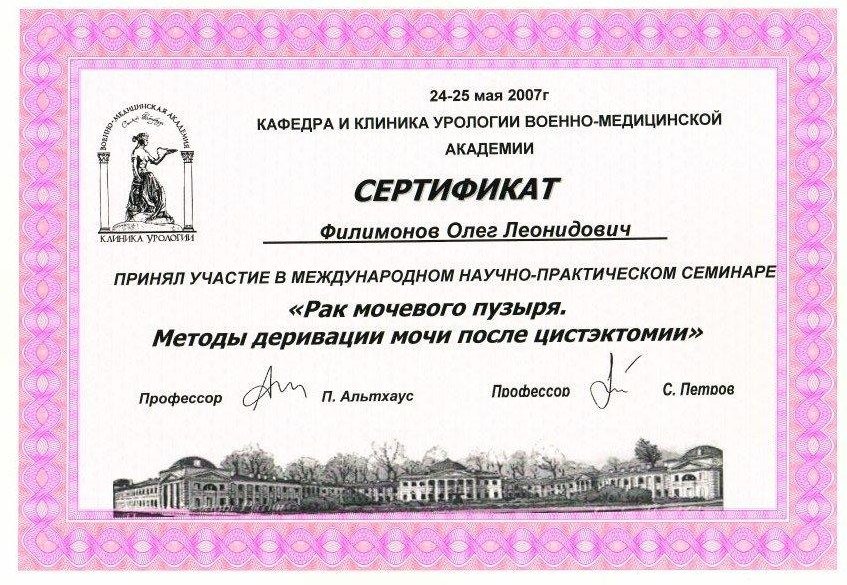 24-25 мая 2007г
КАФЕДРА И КЛИНИКА УРОЛОГИИ ВОЕННО-МЕДИЦИНСКОЙ
АКАДЕМИИ
ВОЕННО-МЕДИЦИНСКАЯ АКАДЕМИЯ
КЛИНИКА УРОЛОГИИ
СЕРТИФИКАТ
Филимонов Олег Леонидович
ПРИНЯЛ УЧАСТИЕ В МЕЖДУНАРОДНОМ НАУЧНО-ПРАКТИЧЕСКОМ СЕМИНАРЕ
«Рак мочевого пузыря.
Методы деривации мочи после цистэктомии»
Профессор П. Альтхаус
Профессор С. Петров